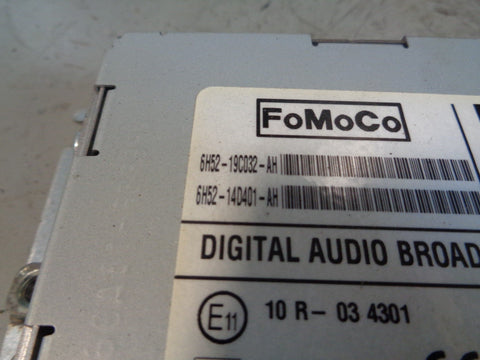 FoMoCo
6H52-19C032-AH
6H52-14D401-AH
DIGITAL AUDIO BROAD
E11 10 R - 03 4301